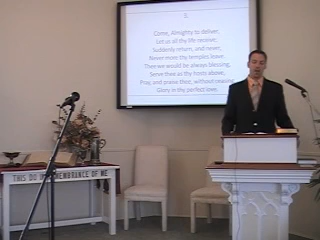 3.
Come, Almighty to deliver,
Let us all thy life receive;
Suddenly return, and never,
Never more thy temples leave.
Thee we would be always blessing,
Serve thee as thy hosts above,
Pray, and praise thee, without ceasing,
Glory in thy perfect love.
THIS DO IN REMEMBRANCE OF ME